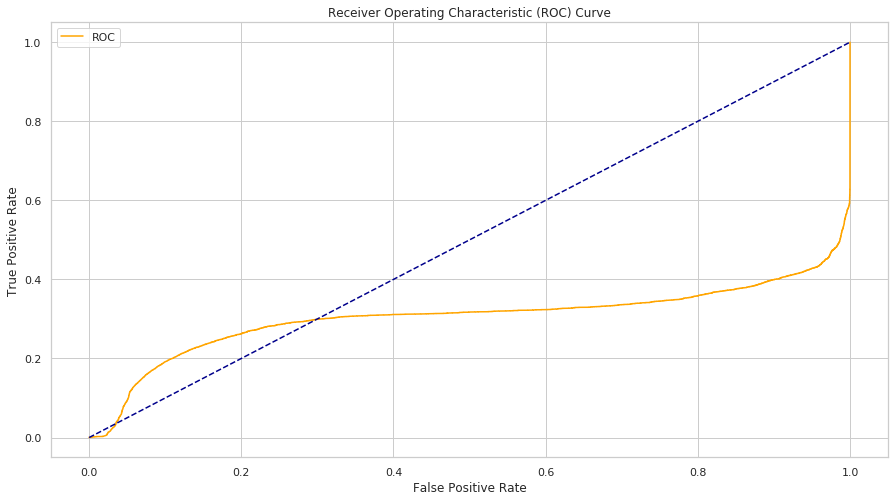 Receiver Operating Characteristic (ROC) Curve
ROC
1.0
0.8
0.6
0.4
0.2
0.0
True Positive Rate
0.0 0.2 0.4 0.6 0.8 1.0
False Positive Rate